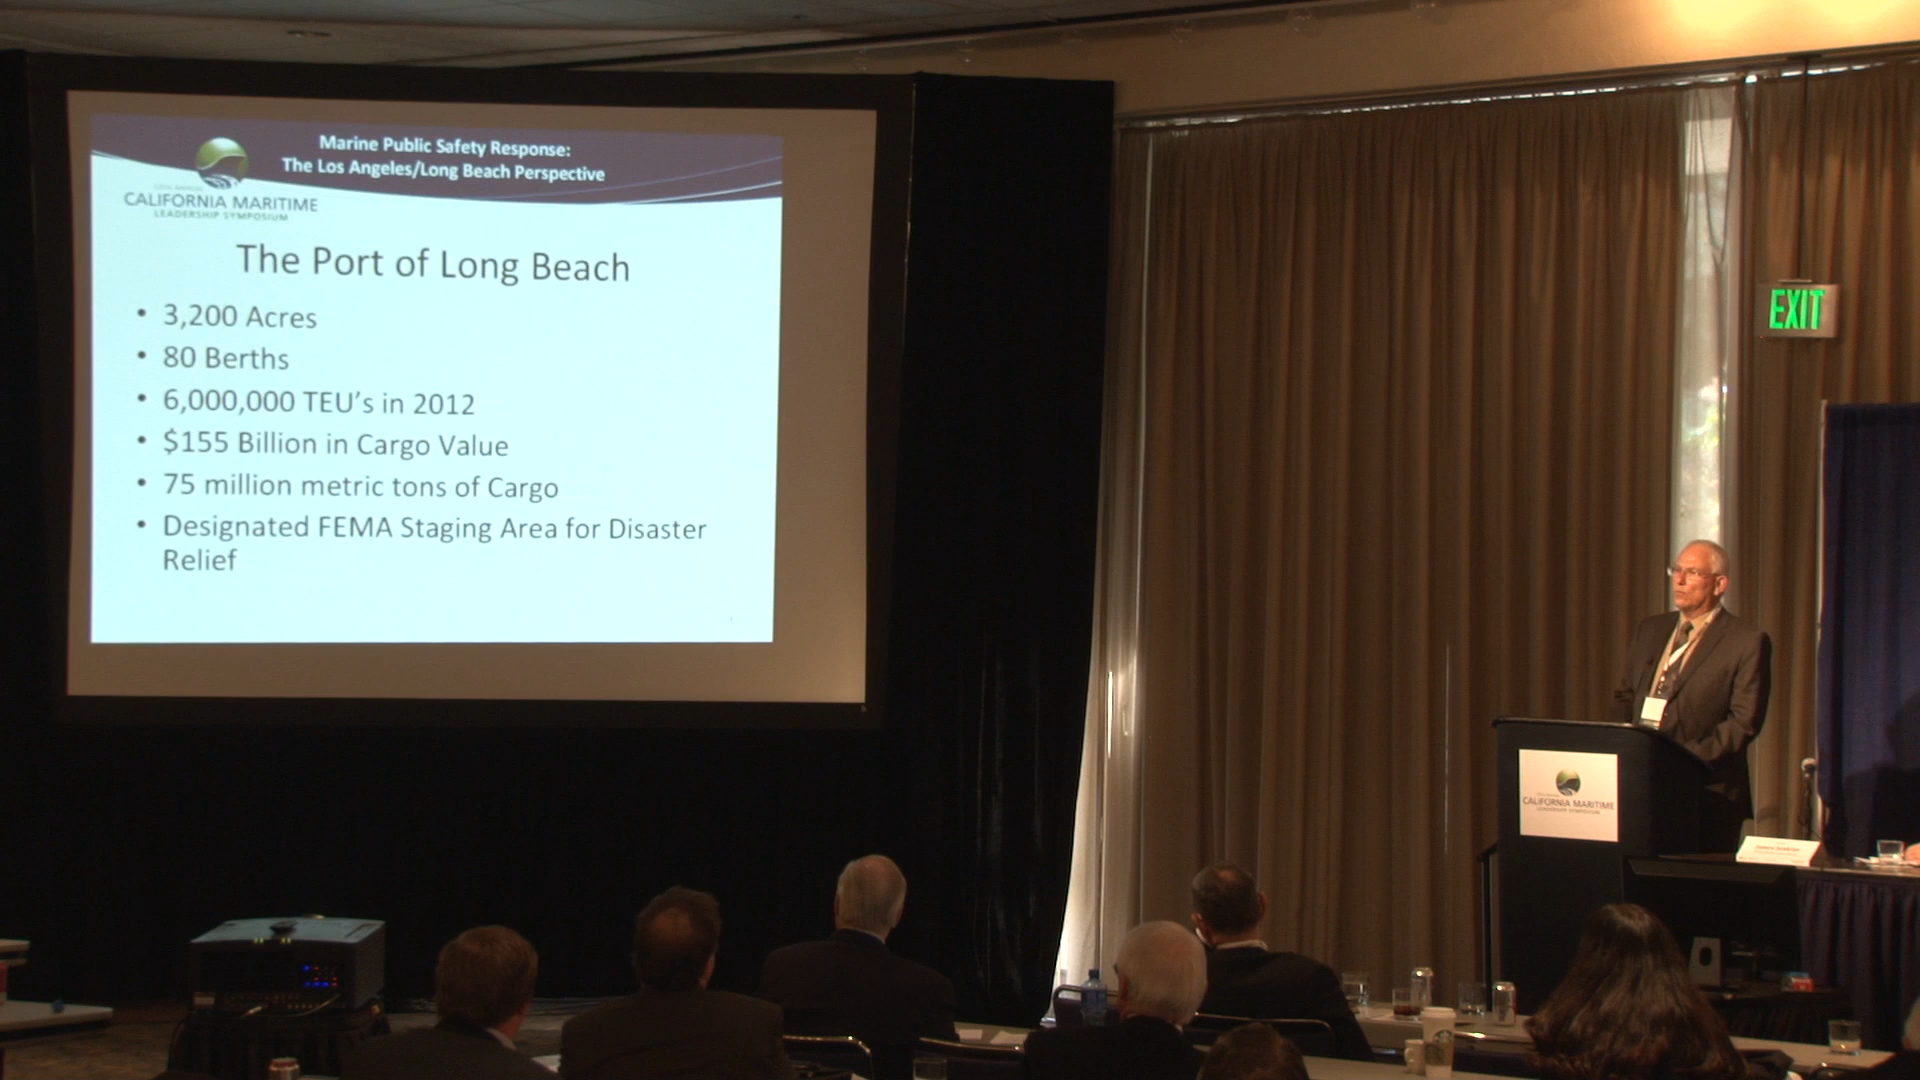 Marine Public Safety Response:
The Los Angeles/Long Beach Perspective
CALIFORNIA MARITIME
LEADERSHIP SYMPOSIUM
The Port of Long Beach
• 3,200 Acres
• 80 Berths
• 6,000,000 TEU's in 2012
• $155 Billion in Cargo Value
• 75 million metric tons of Cargo
• Designated FEMA Staging Area for Disaster
Relief
EXIT
CALIFORNIA MARITIME
LEADERSHIP SYMPOSIUM